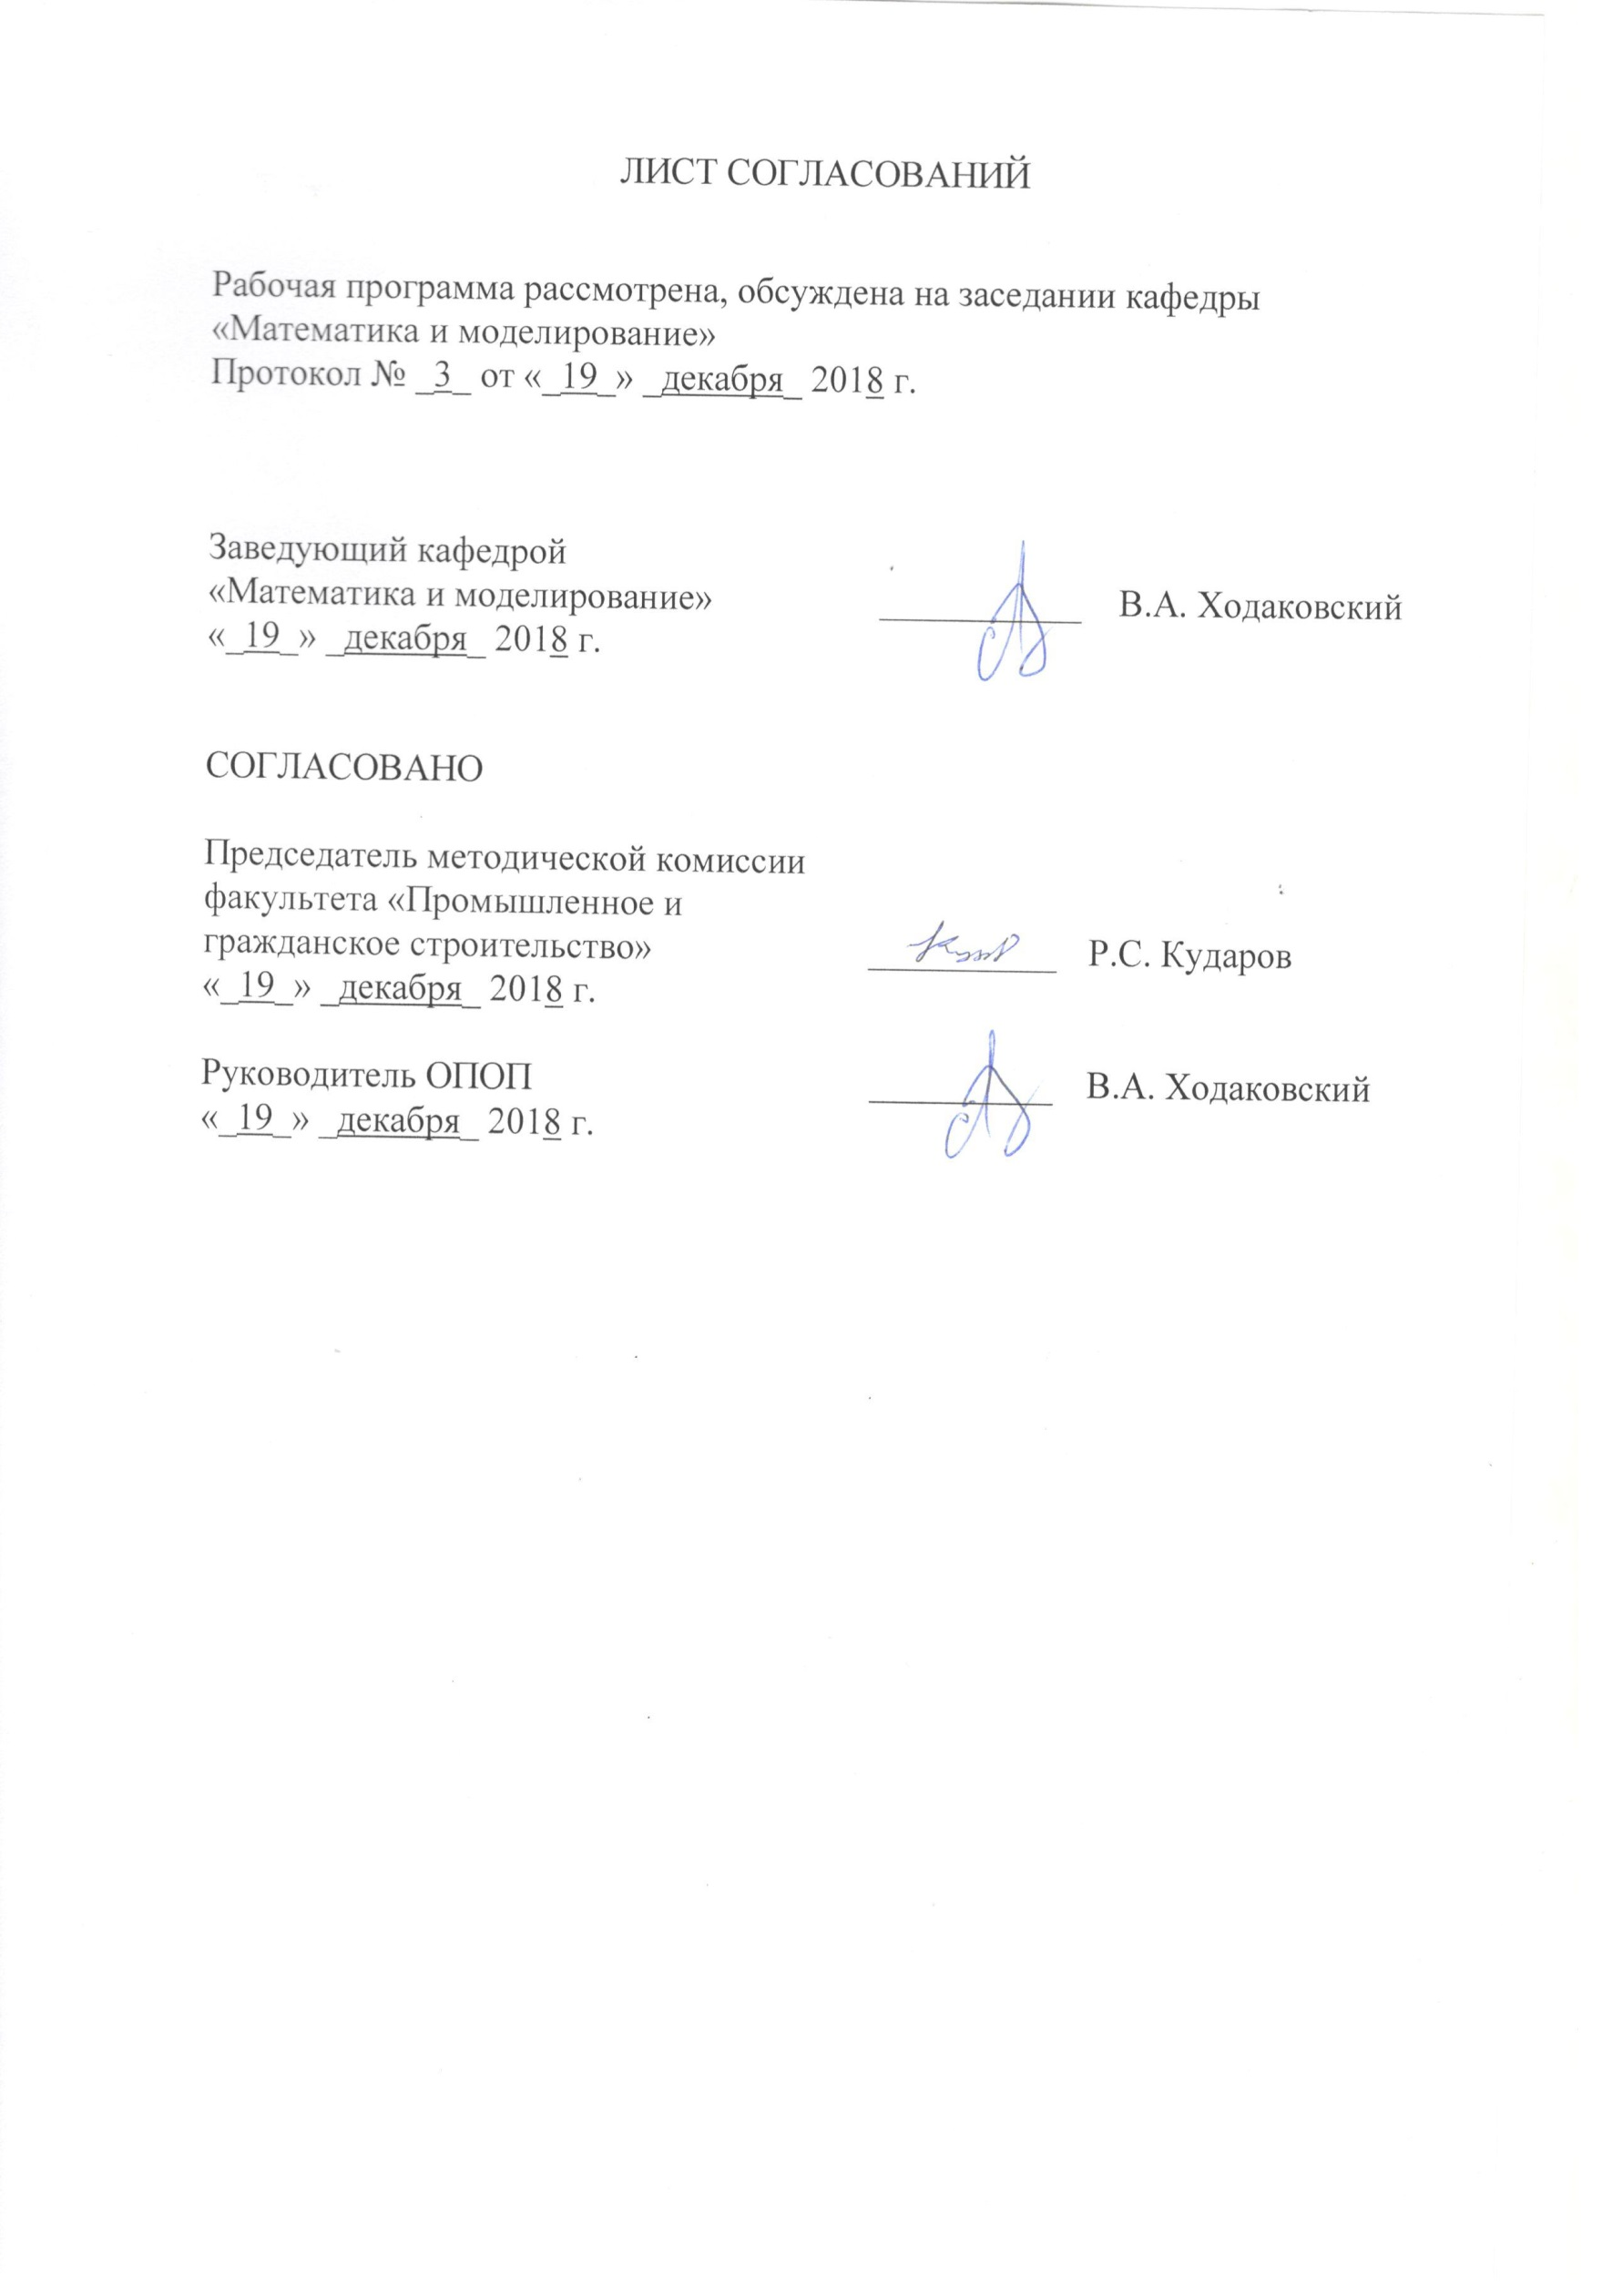 ЛИСТ СОГЛАСОВАНИЙ
Рабочая программа рассмотрена, обсуждена на заседании кафедры
«Математика и моделирование»
Протокол № _3_ от «_19_» _декабря_ 2018 г.
Заведующий кафедрой
«Математика и моделирование» В.А. Ходаковский
«_19_» _декабря_ 2018 г.
СОГЛАСОВАНО
Председатель методической комиссии
факультета «Промышленное и
гражданское строительство» Р.С. Кударов
«_19_» _декабря_ 2018 г.
Руководитель ОПОП В.А. Ходаковский
«_19_» _декабря_ 2018 г.